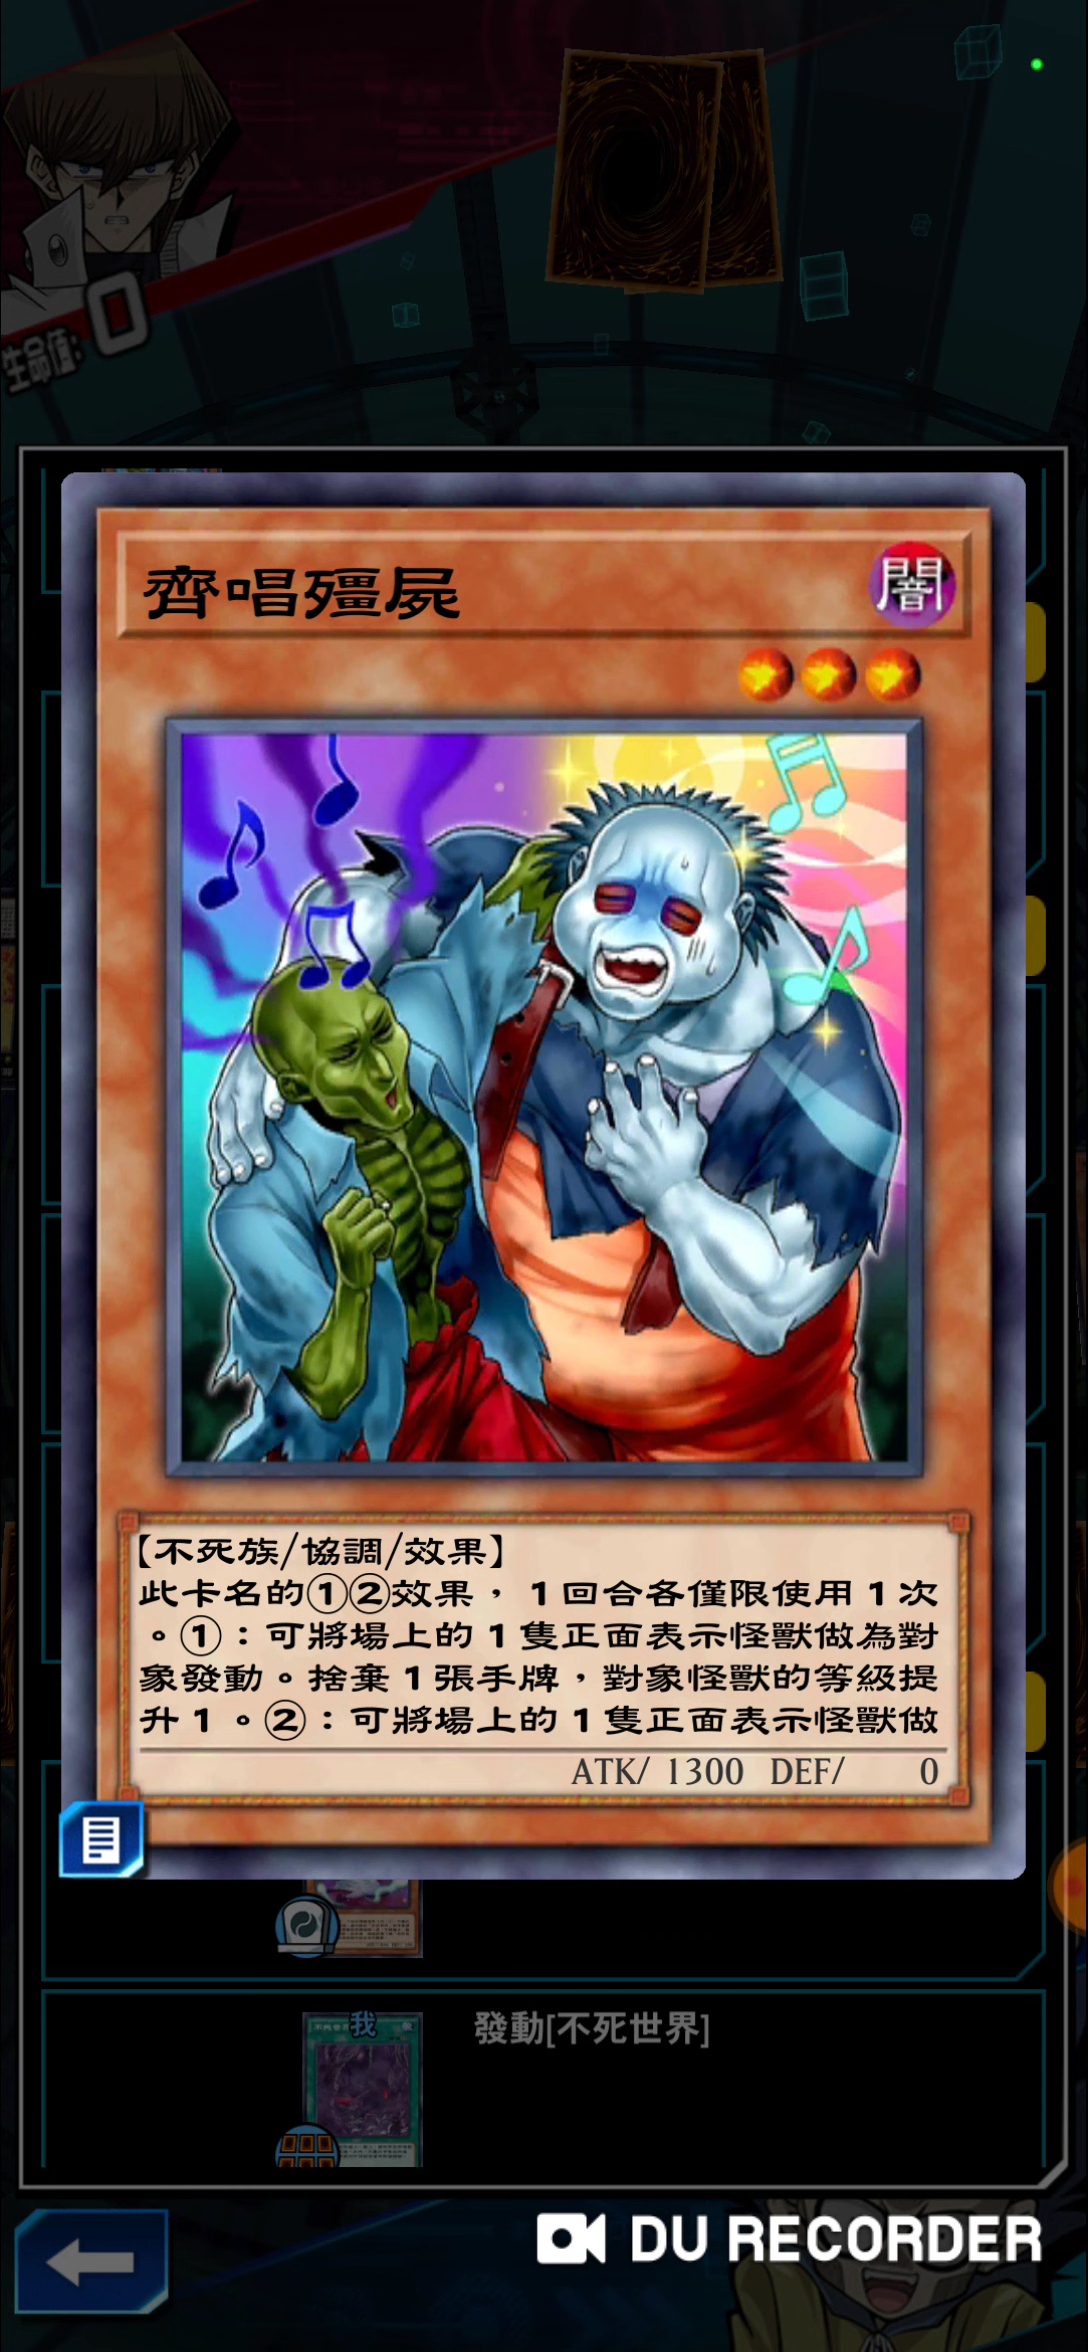 生命值: 0
齊唱殭屍
闇
【不死族/協調/效果】
此卡名的①②效果，1回合各僅限使用1次
。①：可將場上的1隻正面表示怪獸做為對
象發動。捨棄1張手牌，對象怪獸的等級提
升1。②：可將場上的1隻正面表示怪獸做
ATK/ 1300 DEF/ 0
我
發動[不死世界]
DU RECORDER